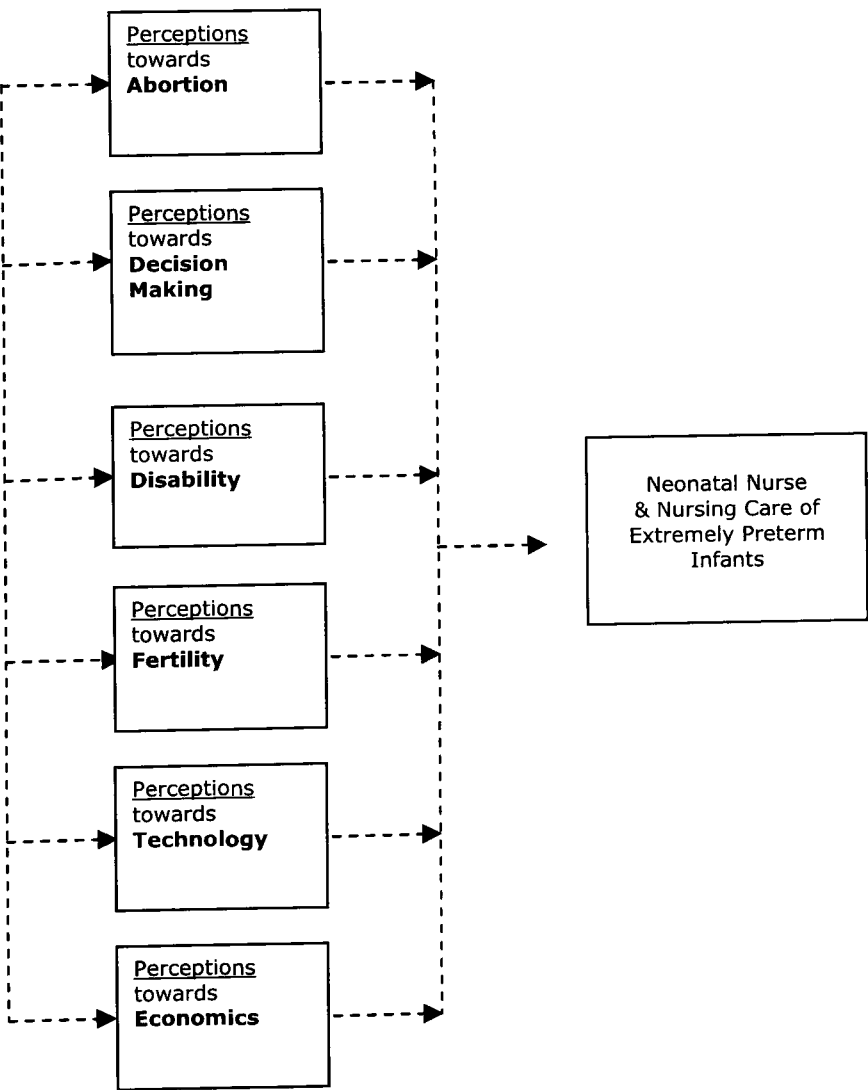 Perceptions
towards
Abortion
Perceptions
towards
Decision
Making
Perceptions
towards
Disability
Perceptions
towards
Fertility
Perceptions
towards
Technology
Perceptions
towards
Economics
Neonatal Nurse
& Nursing Care of
Extremely Preterm
Infants